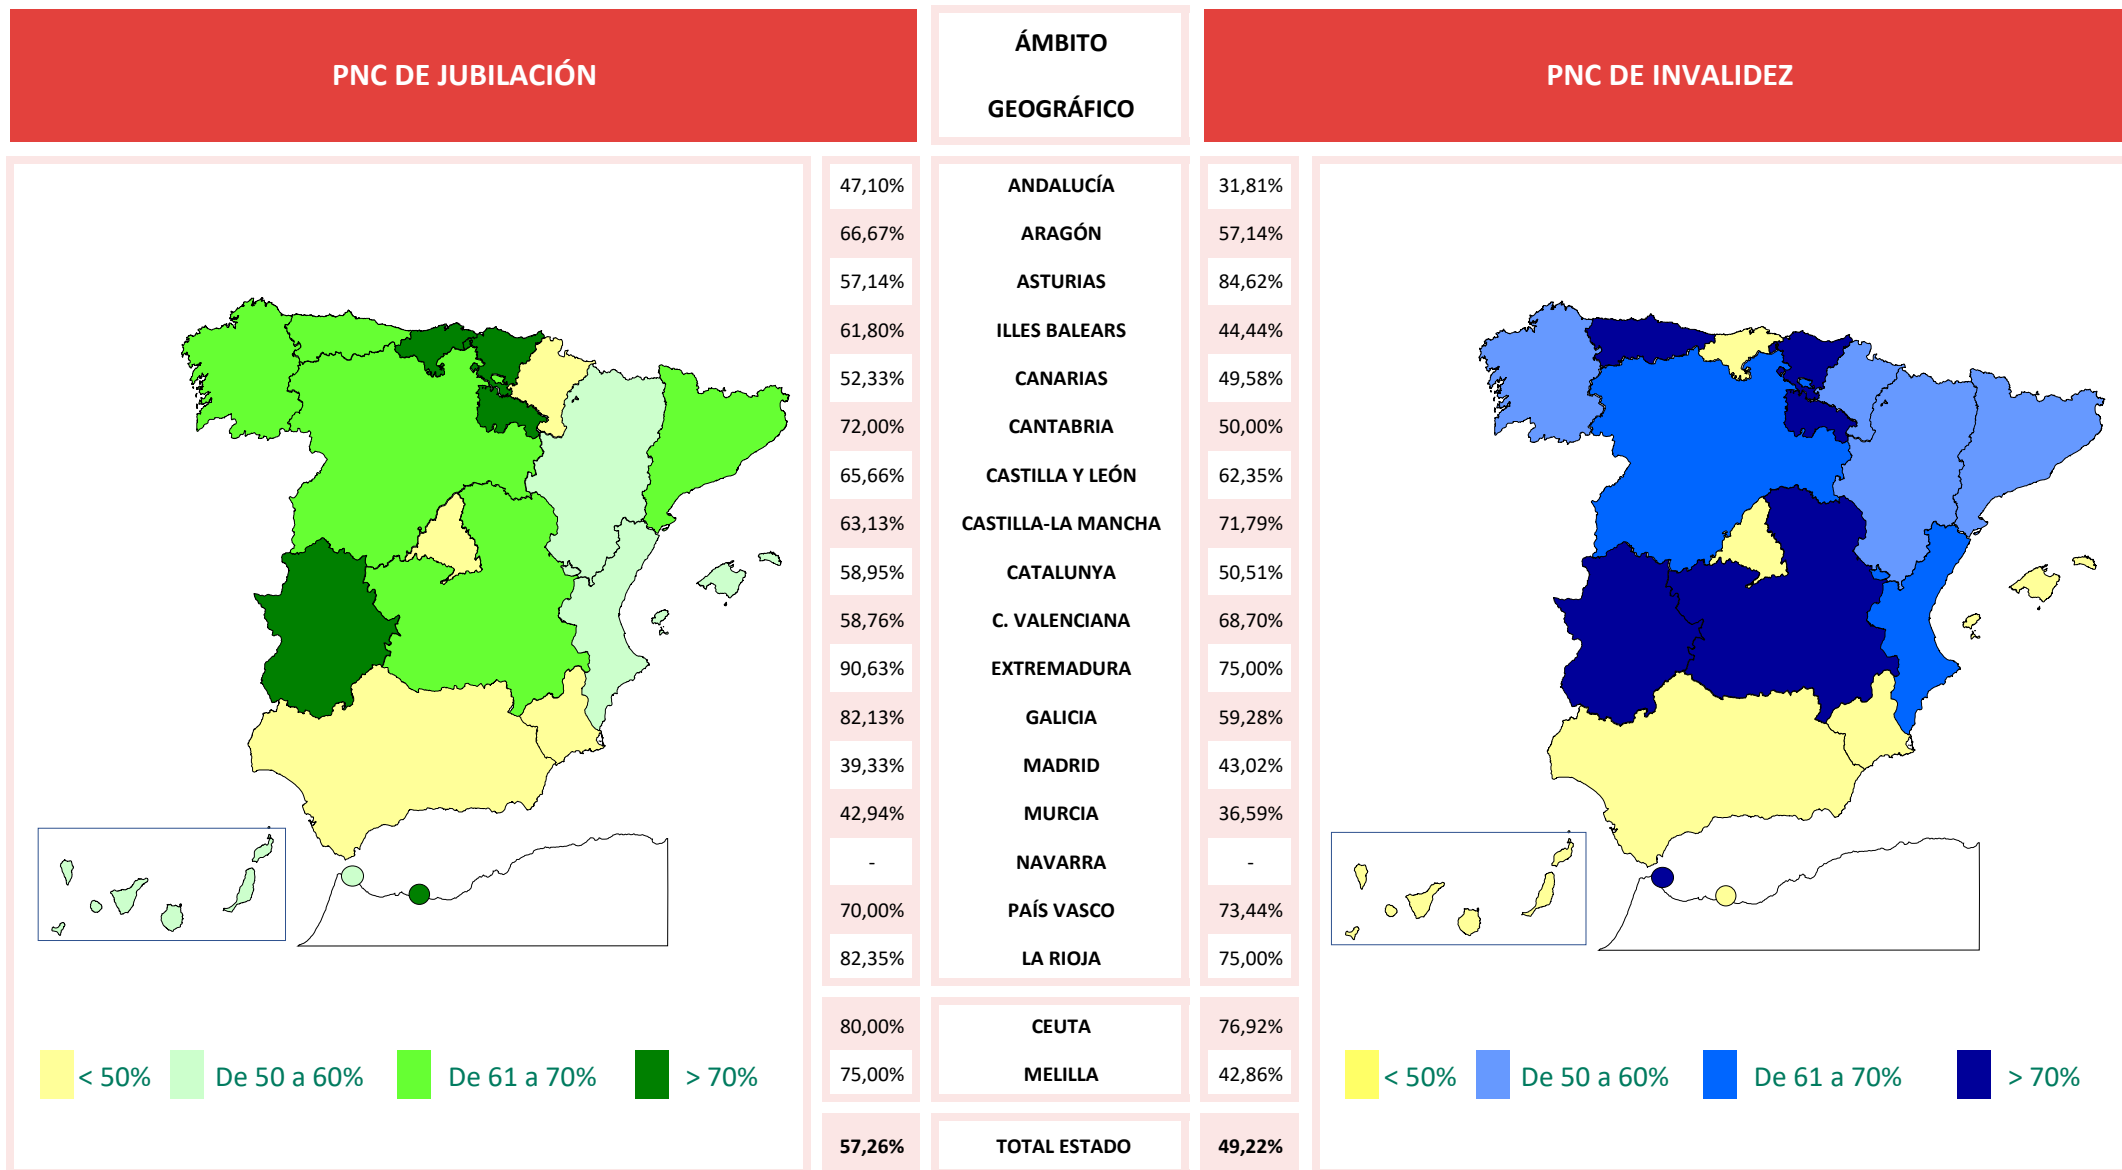 PNC DE JUBILACIÓN
ÁMBITO
GEOGRÁFICO
PNC DE INVALIDEZ
47,10% ANDALUCÍA 31,81%
66,67% ARAGÓN 57,14%
57,14% ASTURIAS 84,62%
61,80% ILLES BALEARS 44,44%
52,33% CANARIAS 49,58%
72,00% CANTABRIA 50,00%
65,66% CASTILLA Y LEÓN 62,35%
63,13% CASTILLA-LA MANCHA 71,79%
58,95% CATALUNYA 50,51%
58,76% C. VALENCIANA 68,70%
90,63% EXTREMADURA 75,00%
82,13% GALICIA 59,28%
39,33% MADRID 43,02%
42,94% MURCIA 36,59%
- NAVARRA -
70,00% PAÍS VASCO 73,44%
82,35% LA RIOJA 75,00%
80,00% CEUTA 76,92%
75,00% MELILLA 42,86%
57,26% TOTAL ESTADO 49,22%
< 50% De 50 a 60% De 61 a 70% > 70%
< 50% De 50 a 60% De 61 a 70% > 70%